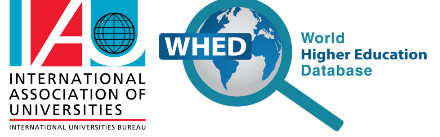 IAU
INTERNATIONAL
ASSOCIATION OF
UNIVERSITIES
INTERNATIONAL UNIVERSITIES BUREAU
WHED
World
Higher Education
Database